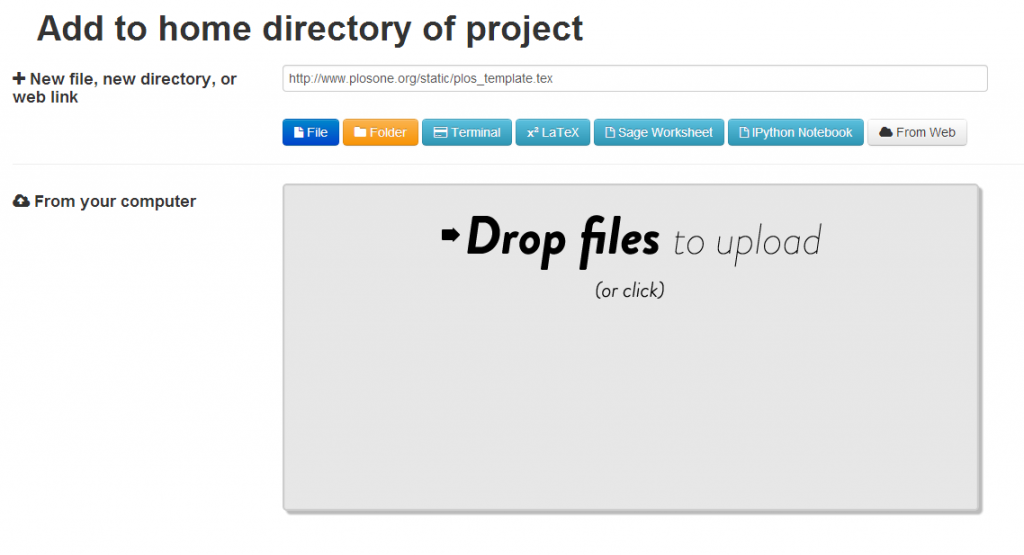 Add to home directory of project
New file, new directory, or
web link
http://www.plosone.org/static/plos_template.tex
File Folder Terminal x² LaTeX Sage Worksheet IPython Notebook From Web
From your computer
Drop files to upload
(or click)